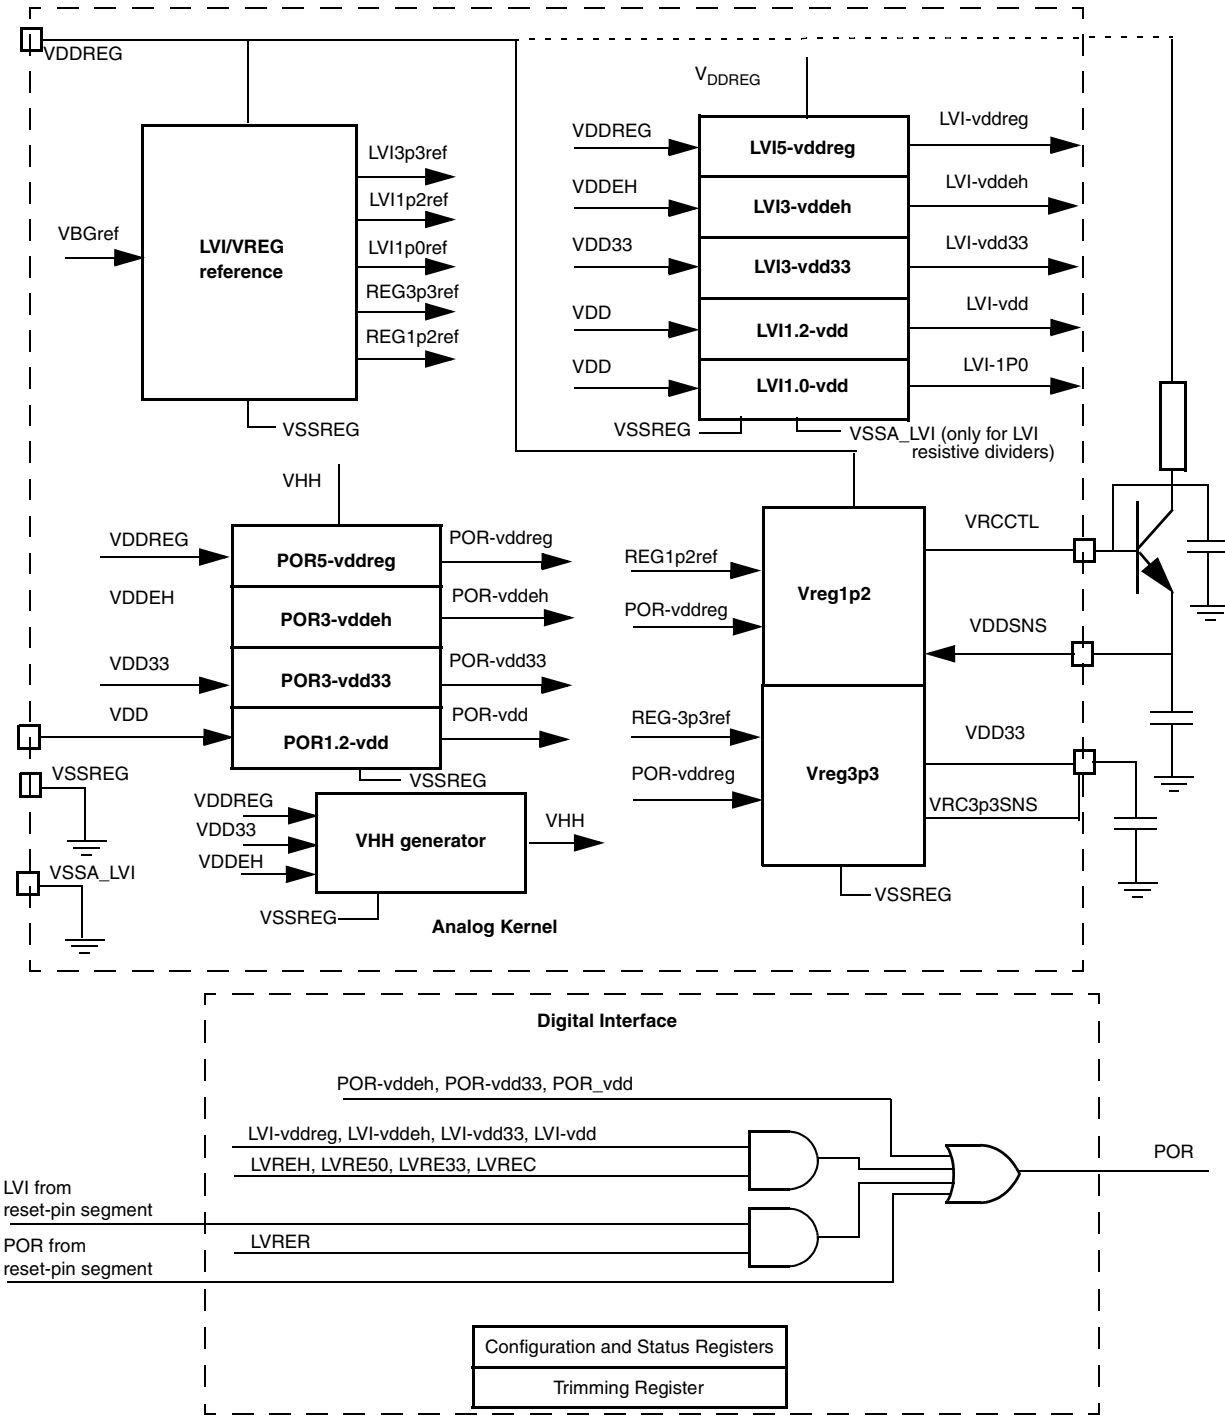 VDDREG
VDDREG
LVI3p3ref
LVI1p2ref
LVI1p0ref
REG3p3ref
REG1p2ref
VBGref
LVI/VREG
reference
VSSREG
VDDREG
VDDEH
VDD33
VDD
VDD
LVI5-vddreg
LVI3-vddeh
LVI3-vdd33
LVI1.2-vdd
LVI1.0-vdd
LVI-vddreg
LVI-vddeh
LVI-vdd33
LVI-vdd
LVI-1P0
VSSREG
VSSA_LVI (only for LVI
resistive dividers)
VHH
VDDREG
VDDEH
VDD33
VDD
POR5-vddreg
POR3-vddeh
POR3-vdd33
POR1.2-vdd
POR-vddreg
POR-vddeh
POR-vdd33
POR-vdd
VSSREG
REG1p2ref
POR-vddreg
REG-3p3ref
POR-vddreg
Vreg1p2
Vreg3p3
VRCCTL
VDDSNS
VDD33
VRC3p3SNS
VSSREG
VSSREG
VSSA_LVI
VDDREG
VDD33
VDDEH
VHH generator
VHH
VSSREG
Analog Kernel
Digital Interface
POR-vddeh, POR-vdd33, POR_vdd
LVI-vddreg, LVI-vddeh, LVI-vdd33, LVI-vdd
LVREH, LVRE50, LVRE33, LVREC
POR
LVI from
reset-pin segment
LVRER
POR from
reset-pin segment
Configuration and Status Registers
Trimming Register